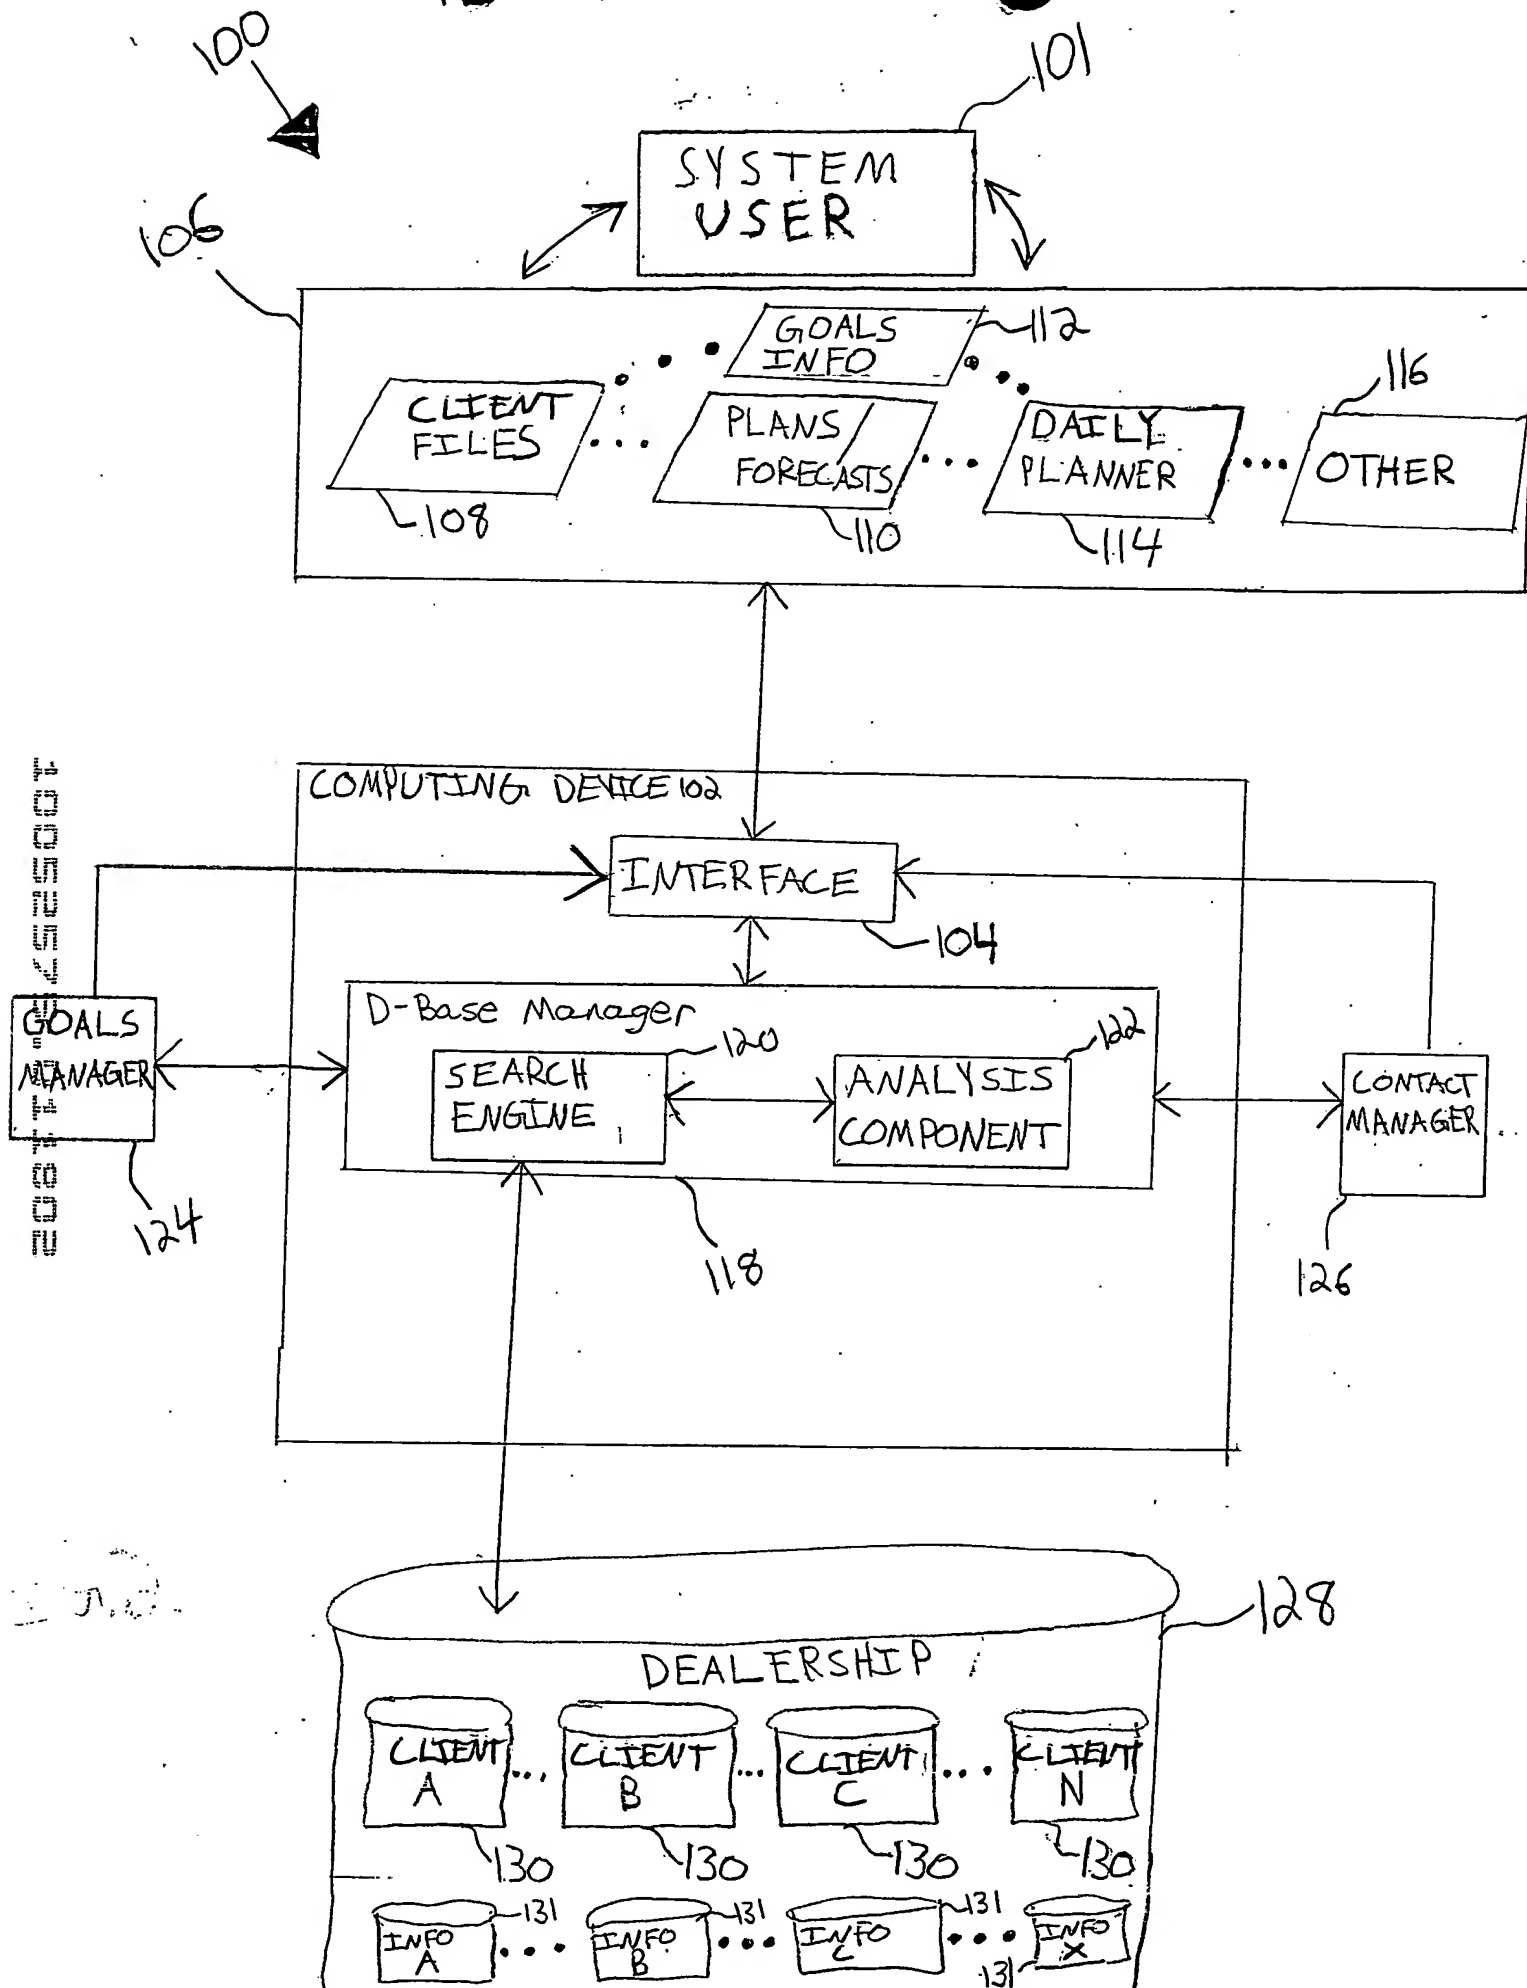 100
101
SYSTEM
USER
106
GOALS
INFO
112
CLIENT
FILES
108
PLANS/
FORECASTS
110
DAILY
PLANNER
114
116
OTHER
COMPUTING DEVICE 102
INTERFACE
104
D-Base Manager
SEARCH
ENGINE
120
ANALYSIS
COMPONENT
122
118
GOALS
MANAGER
124
CONTACT
MANAGER
126
128
DEALERSHIP
CLIENT
A
130
CLIENT
B
130
CLIENT
C
130
CLIENT
N
130
INFO
A
131
INFO
B
131
INFO
C
131
INFO
X
131